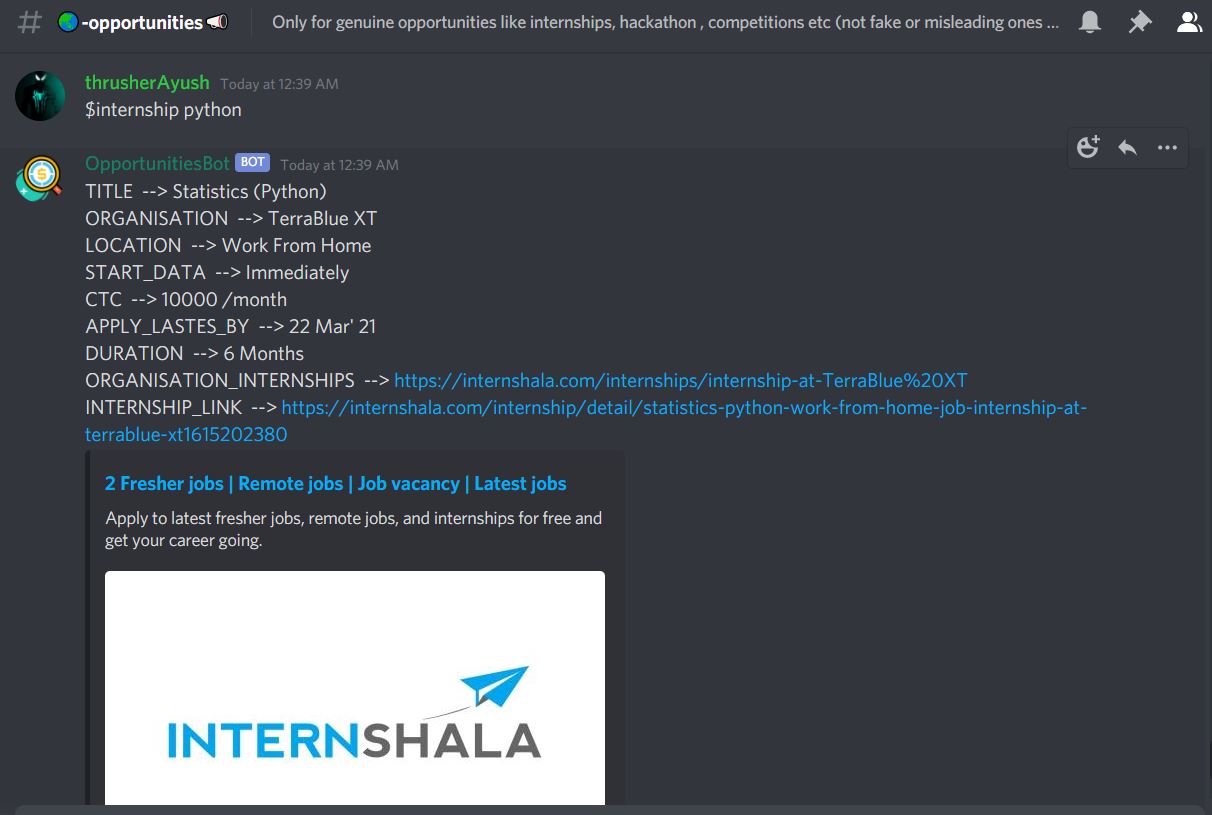 # -opportunities Only for genuine opportunities like internships, hackathon , competitions etc (not fake or misleading ones ...
thrusherAyush Today at 12:39 AM
$internship python
OpportunitiesBot BOT Today at 12:39 AM
TITLE --> Statistics (Python)
ORGANISATION --> TerraBlue XT
LOCATION --> Work From Home
START_DATA --> Immediately
CTC --> 10000 /month
APPLY_LASTES_BY --> 22 Mar' 21
DURATION --> 6 Months
ORGANISATION_INTERNSHIPS --> https://internshala.com/internships/internship-at-TerraBlue%20XT
INTERNSHIP_LINK --> https://internshala.com/internship/detail/statistics-python-work-from-home-job-internship-at-
terrablue-xt1615202380
2 Fresher jobs | Remote jobs | Job vacancy | Latest jobs
Apply to latest fresher jobs, remote jobs, and internships for free and
get your career going.
INTERNSHALA